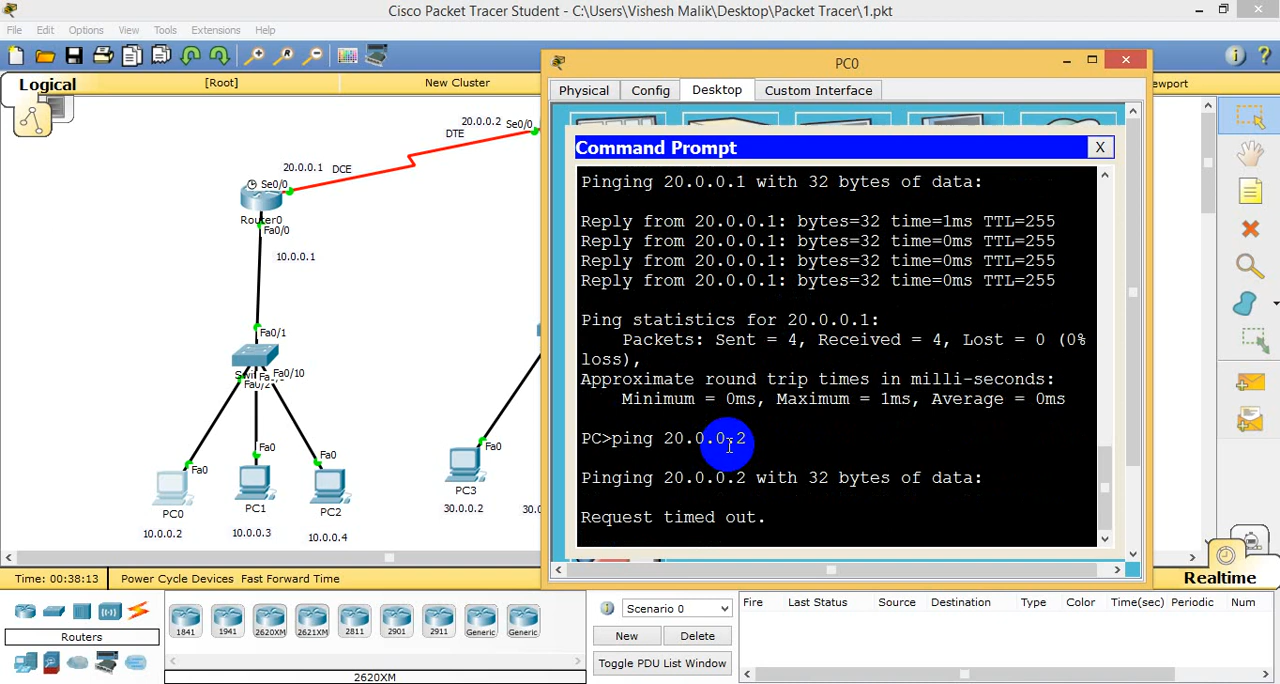 Cisco Packet Tracer Student - C:\Users\Vishesh Malik\Desktop\Packet Tracer\1.pkt
File Edit Options View Tools Extensions Help
Logical
[Root]
New Cluster
ewport
20.0.0.2 Se0/0
DTE
20.0.0.1 DCE
Se0/0
Router0
Fa0/0
10.0.0.1
Fa0/1
Fa0/10
Fa0/2
Fa0
Fa0
Fa0
Fa0
PC0
PC1
PC2
PC3
10.0.0.2
10.0.0.3
10.0.0.4
30.0.0.2
30.
PC0
Physical Config Desktop Custom Interface
Command Prompt
X
Pinging 20.0.0.1 with 32 bytes of data:
Reply from 20.0.0.1: bytes=32 time=1ms TTL=255
Reply from 20.0.0.1: bytes=32 time=0ms TTL=255
Reply from 20.0.0.1: bytes=32 time=0ms TTL=255
Reply from 20.0.0.1: bytes=32 time=0ms TTL=255
Ping statistics for 20.0.0.1:
Packets: Sent = 4, Received = 4, Lost = 0 (0%
loss),
Approximate round trip times in milli-seconds:
Minimum = 0ms, Maximum = 1ms, Average = 0ms
PC>ping 20.0.0.2
Pinging 20.0.0.2 with 32 bytes of data:
Request timed out.
Time: 00:38:13 Power Cycle Devices Fast Forward Time
Realtime
Routers
1841 1941 2620XM 2621XM 2811 2901 2911 Generic Generic
2620XM
Scenario 0
New Delete
Toggle PDU List Window
Fire Last Status Source Destination Type Color Time(sec) Periodic Num